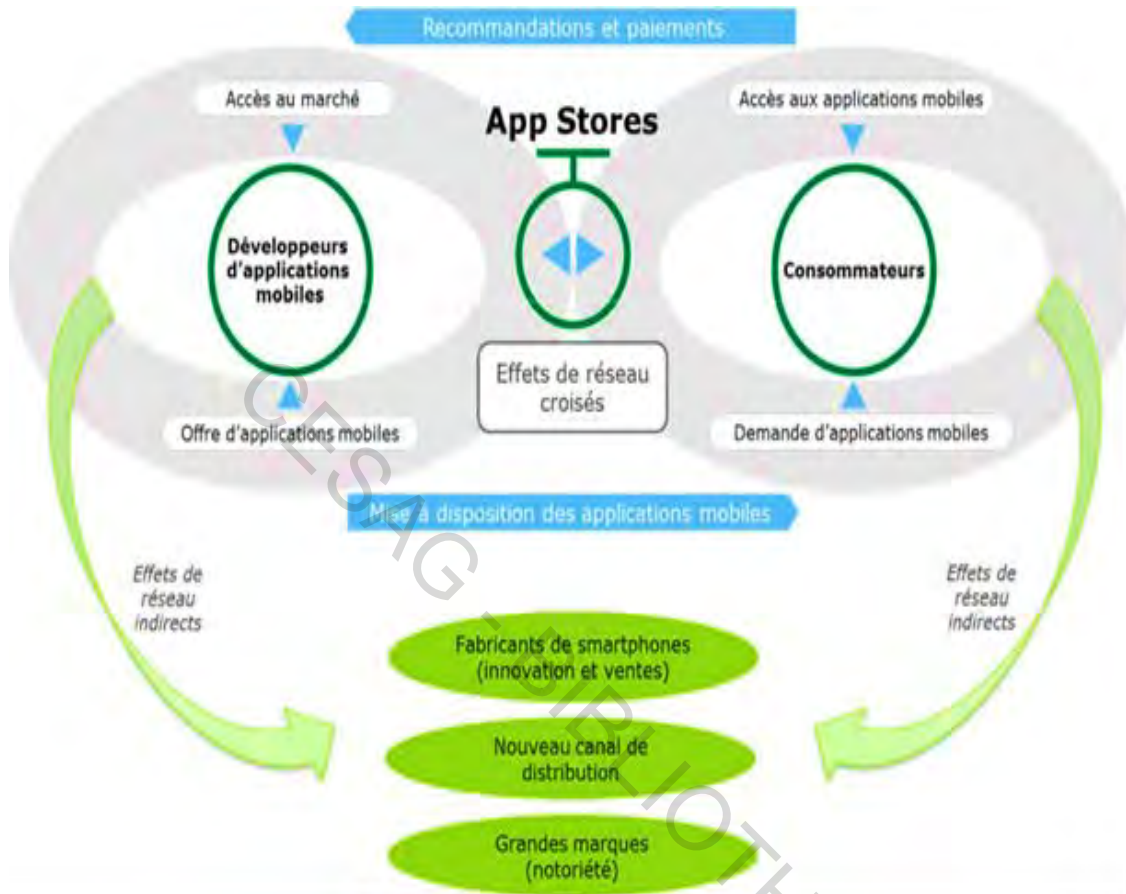 Recommandations et paiements
Accès au marché
Accès aux applications mobiles
App Stores
Développeurs
d'applications
mobiles
Consommateurs
Effets de réseau
croisés
Offre d'applications mobiles
Demande d'applications mobiles
Mise à disposition des applications mobiles
Effets de
réseau
indirects
Effets de
réseau
indirects
Fabricants de smartphones
(innovation et ventes)
Nouveau canal de
distribution
Grandes marques
(notoriété)
CESAG - BIBLIOTH